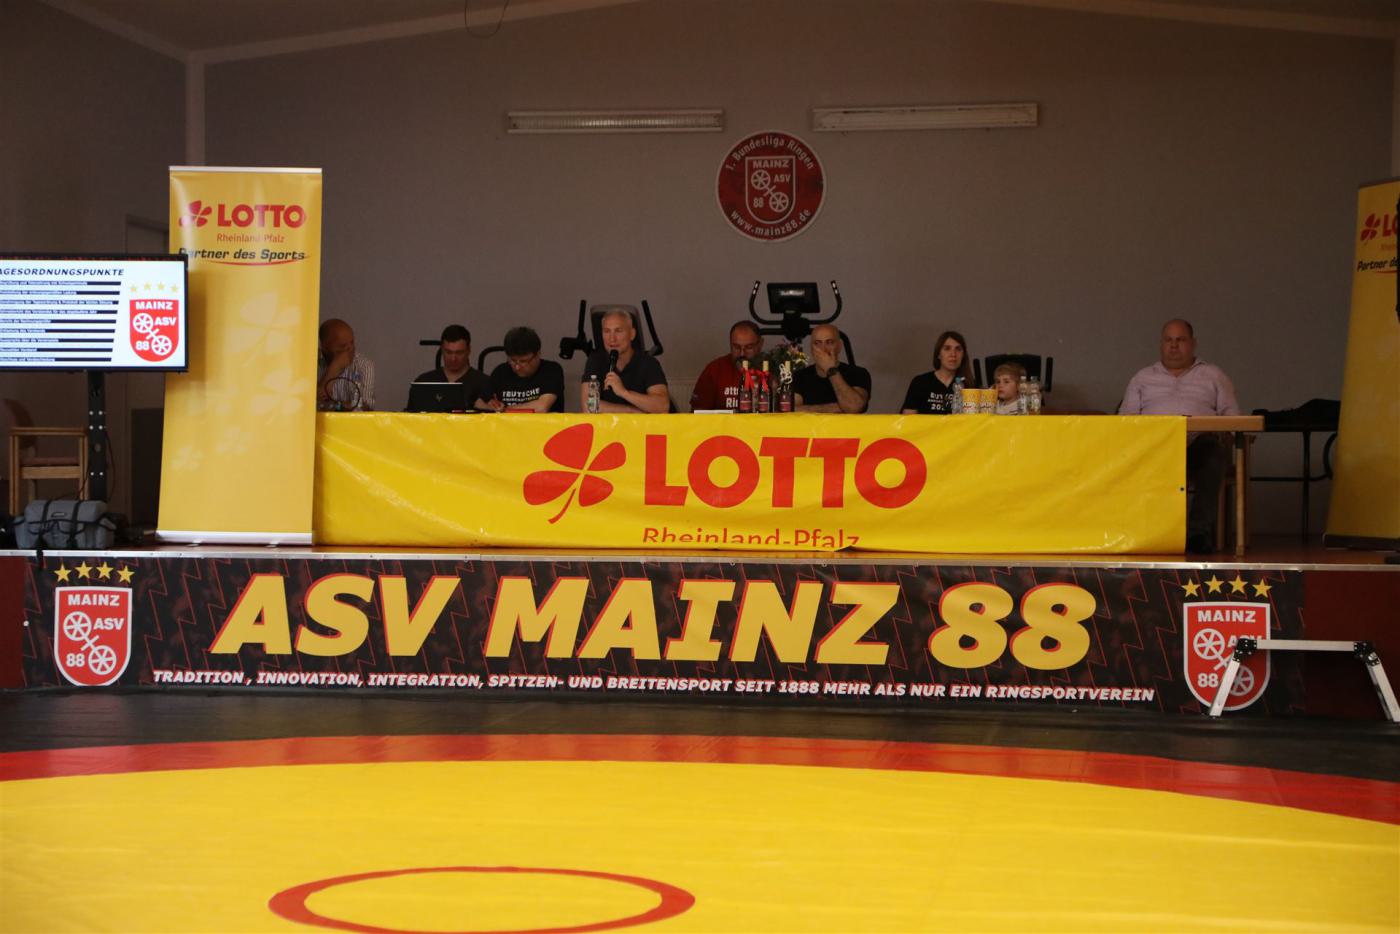 1. Bundesliga Ringen
MAINZ
ASV
88
www.mainz88.de
LOTTO
Rheinland-Pfalz
Partner des Sports
AGESORDNUNGSPUNKTE
MAINZ
ASV
88
Partner des
LOTTO
Rheinland-Pfalz
MAINZ
ASV
88
ASV MAINZ 88
TRADITION, INNOVATION, INTEGRATION, SPITZEN- UND BREITENSPORT SEIT 1888 MEHR ALS NUR EIN RINGSPORTVEREIN
MAINZ
ASV
88